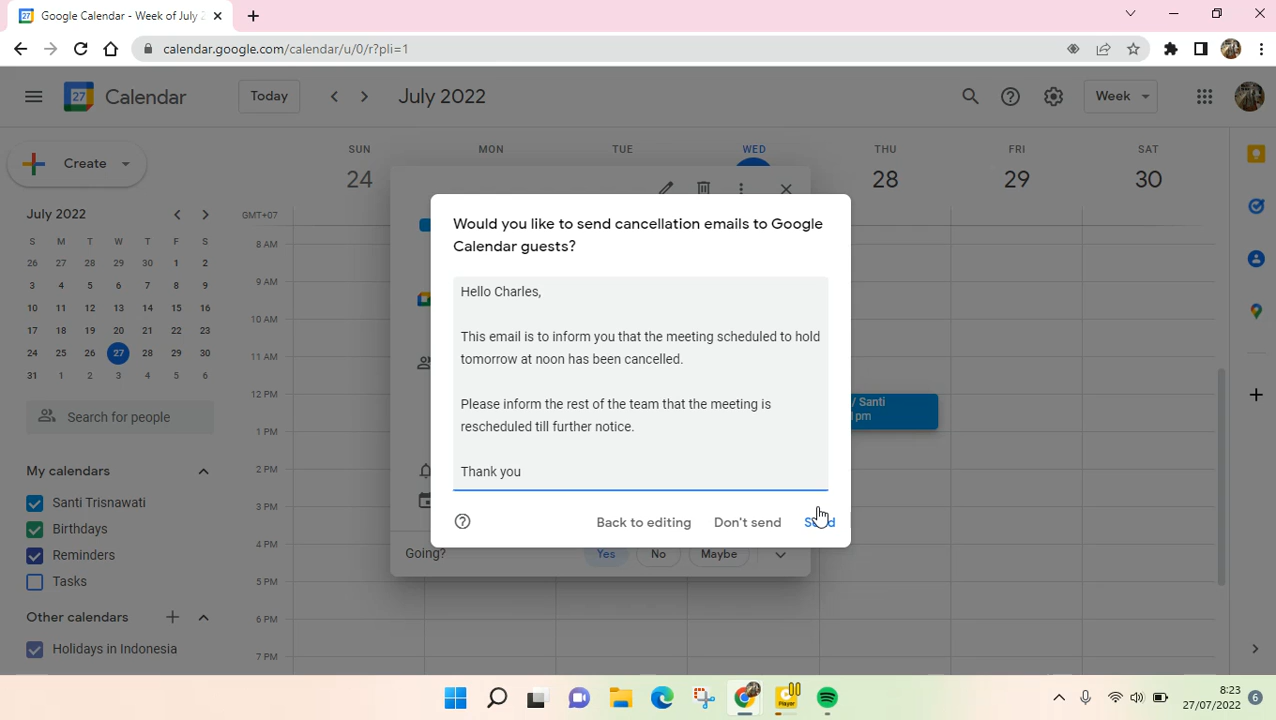 27 Google Calendar - Week of July 2
calendar.google.com/calendar/u/0/r?pli=1
27 Calendar Today July 2022 Week
Create
SUN MON TUE WED THU FRI SAT
24 28 29 30
July 2022
GMT+07
S M T W T F S
26 27 28 29 30 1 2
3 4 5 6 7 8 9
10 11 12 13 14 15 16
17 18 19 20 21 22 23
24 25 26 27 28 29 30
31 1 2 3 4 5 6
Search for people
My calendars
Santi Trisnawati
Birthdays
Reminders
Tasks
Other calendars
Holidays in Indonesia
8 AM
9 AM
10 AM
11 AM
12 PM
1 PM
2 PM
3 PM
4 PM
5 PM
6 PM
7 PM
/ Santi
pm
Would you like to send cancellation emails to Google
Calendar guests?
Hello Charles,
This email is to inform you that the meeting scheduled to hold
tomorrow at noon has been cancelled.
Please inform the rest of the team that the meeting is
rescheduled till further notice.
Thank you
Back to editing Don't send Send
Going? Yes No Maybe
Player
8:23
27/07/2022
6